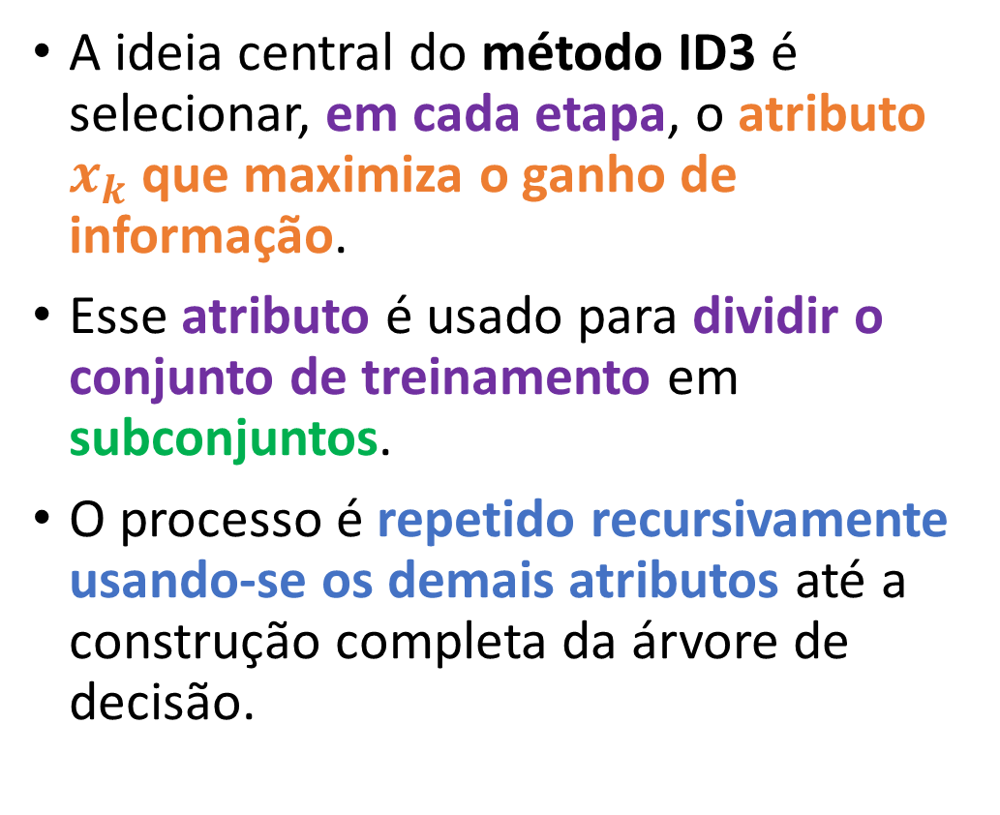 • A ideia central do método ID3 é
selecionar, em cada etapa, o atributo
x_k que maximiza o ganho de
informação.
• Esse atributo é usado para dividir o
conjunto de treinamento em
subconjuntos.
• O processo é repetido recursivamente
usando-se os demais atributos até a
construção completa da árvore de
decisão.